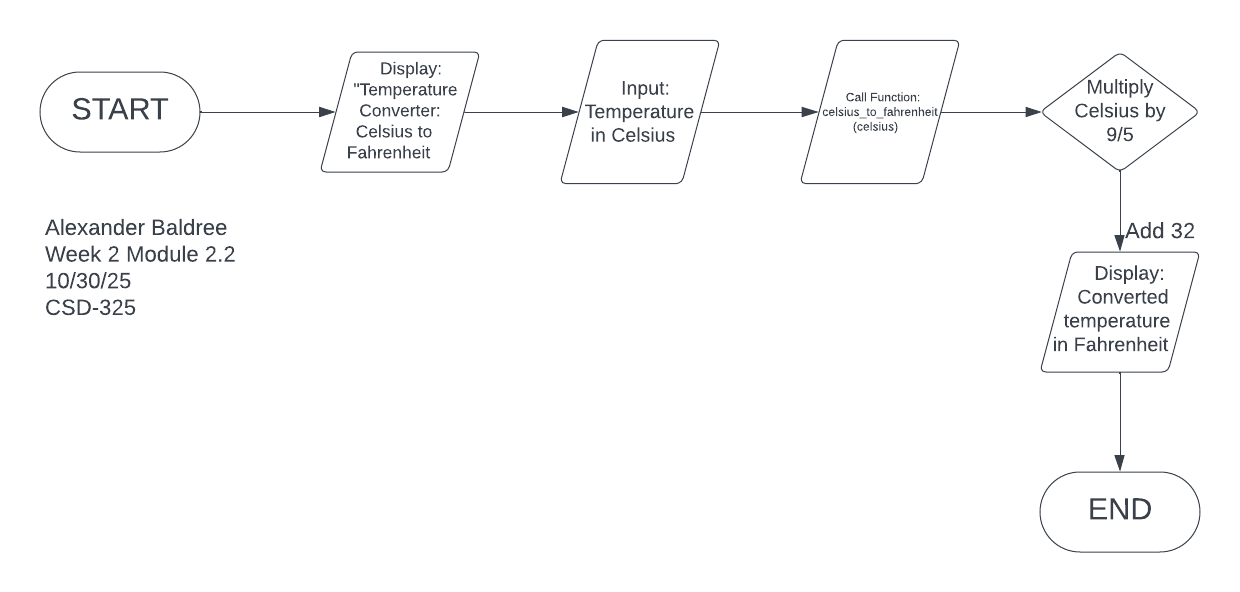 START
Display:
"Temperature
Converter:
Celsius to
Fahrenheit
Input:
Temperature
in Celsius
Call Function:
celsius_to_fahrenheit
(celsius)
Multiply
Celsius by
9/5
Add 32
Display:
Converted
temperature
in Fahrenheit
END
Alexander Baldree
Week 2 Module 2.2
10/30/25
CSD-325